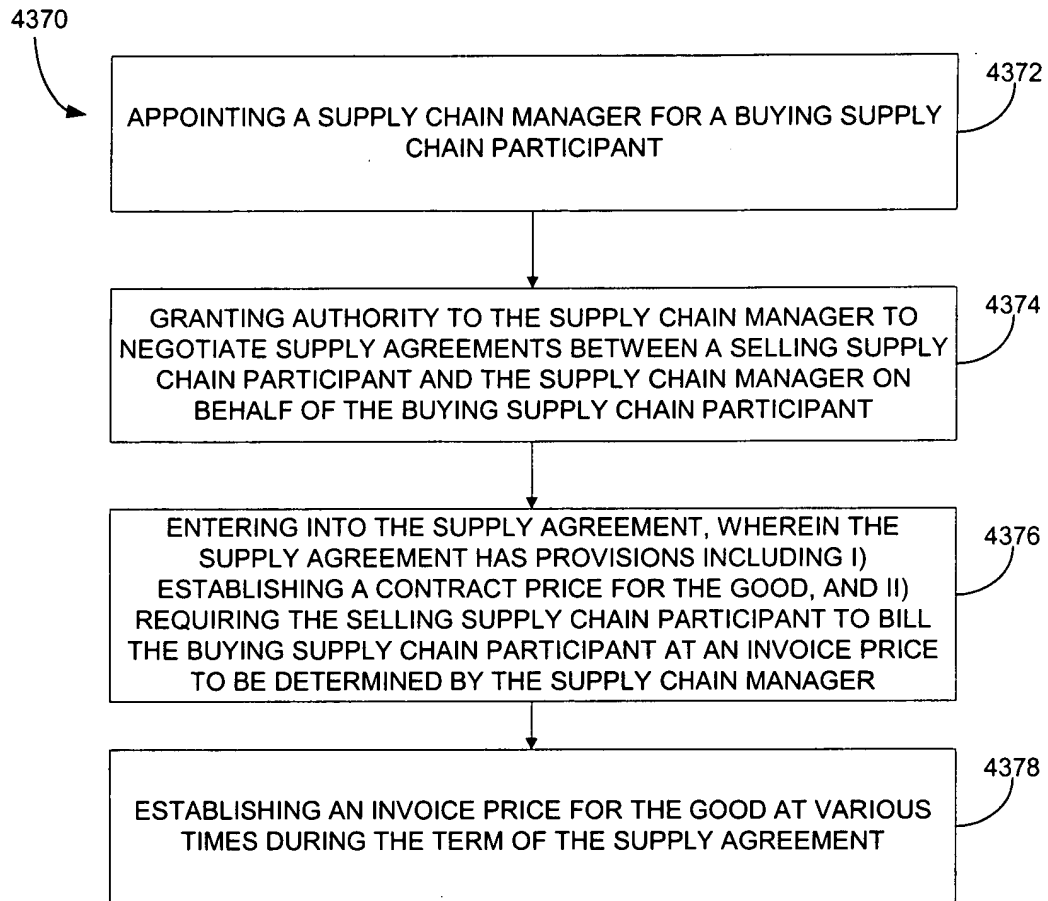 4370
4372
APPOINTING A SUPPLY CHAIN MANAGER FOR A BUYING SUPPLY
CHAIN PARTICIPANT
4374
GRANTING AUTHORITY TO THE SUPPLY CHAIN MANAGER TO
NEGOTIATE SUPPLY AGREEMENTS BETWEEN A SELLING SUPPLY
CHAIN PARTICIPANT AND THE SUPPLY CHAIN MANAGER ON
BEHALF OF THE BUYING SUPPLY CHAIN PARTICIPANT
4376
ENTERING INTO THE SUPPLY AGREEMENT, WHEREIN THE
SUPPLY AGREEMENT HAS PROVISIONS INCLUDING I)
ESTABLISHING A CONTRACT PRICE FOR THE GOOD, AND II)
REQUIRING THE SELLING SUPPLY CHAIN PARTICIPANT TO BILL
THE BUYING SUPPLY CHAIN PARTICIPANT AT AN INVOICE PRICE
TO BE DETERMINED BY THE SUPPLY CHAIN MANAGER
4378
ESTABLISHING AN INVOICE PRICE FOR THE GOOD AT VARIOUS
TIMES DURING THE TERM OF THE SUPPLY AGREEMENT